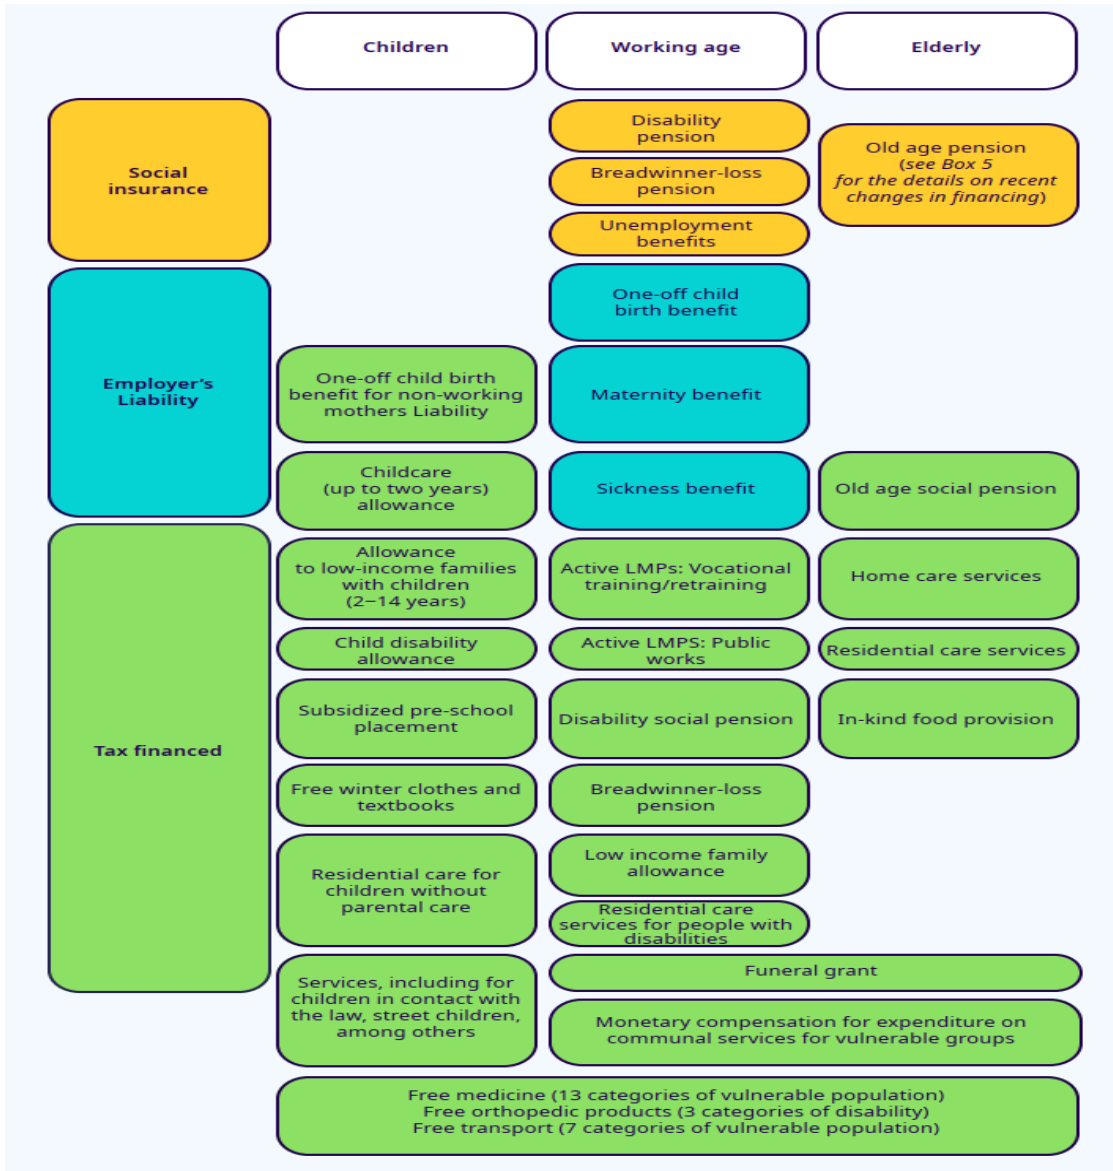 Children
Working age
Elderly
Social
insurance
Disability
pension
Breadwinner-loss
pension
Unemployment
benefits
Old age pension
(see Box 5
for the details on recent
changes in financing)
Employer's
Liability
One-off child
birth benefit
One-off child birth
benefit for non-working
mothers Liability
Maternity benefit
Childcare
(up to two years)
allowance
Sickness benefit
Old age social pension
Tax financed
Allowance
to low-income families
with children
(2−14 years)
Active LMPs: Vocational
training/retraining
Home care services
Child disability
allowance
Active LMPS: Public
works
Residential care services
Subsidized pre-school
placement
Disability social pension
In-kind food provision
Free winter clothes and
textbooks
Breadwinner-loss
pension
Residential care for
children without
parental care
Low income family
allowance
Residential care
services for people with
disabilities
Services, including for
children in contact with
the law, street children,
among others
Funeral grant
Monetary compensation for expenditure on
communal services for vulnerable groups
Free medicine (13 categories of vulnerable population)
Free orthopedic products (3 categories of disability)
Free transport (7 categories of vulnerable population)